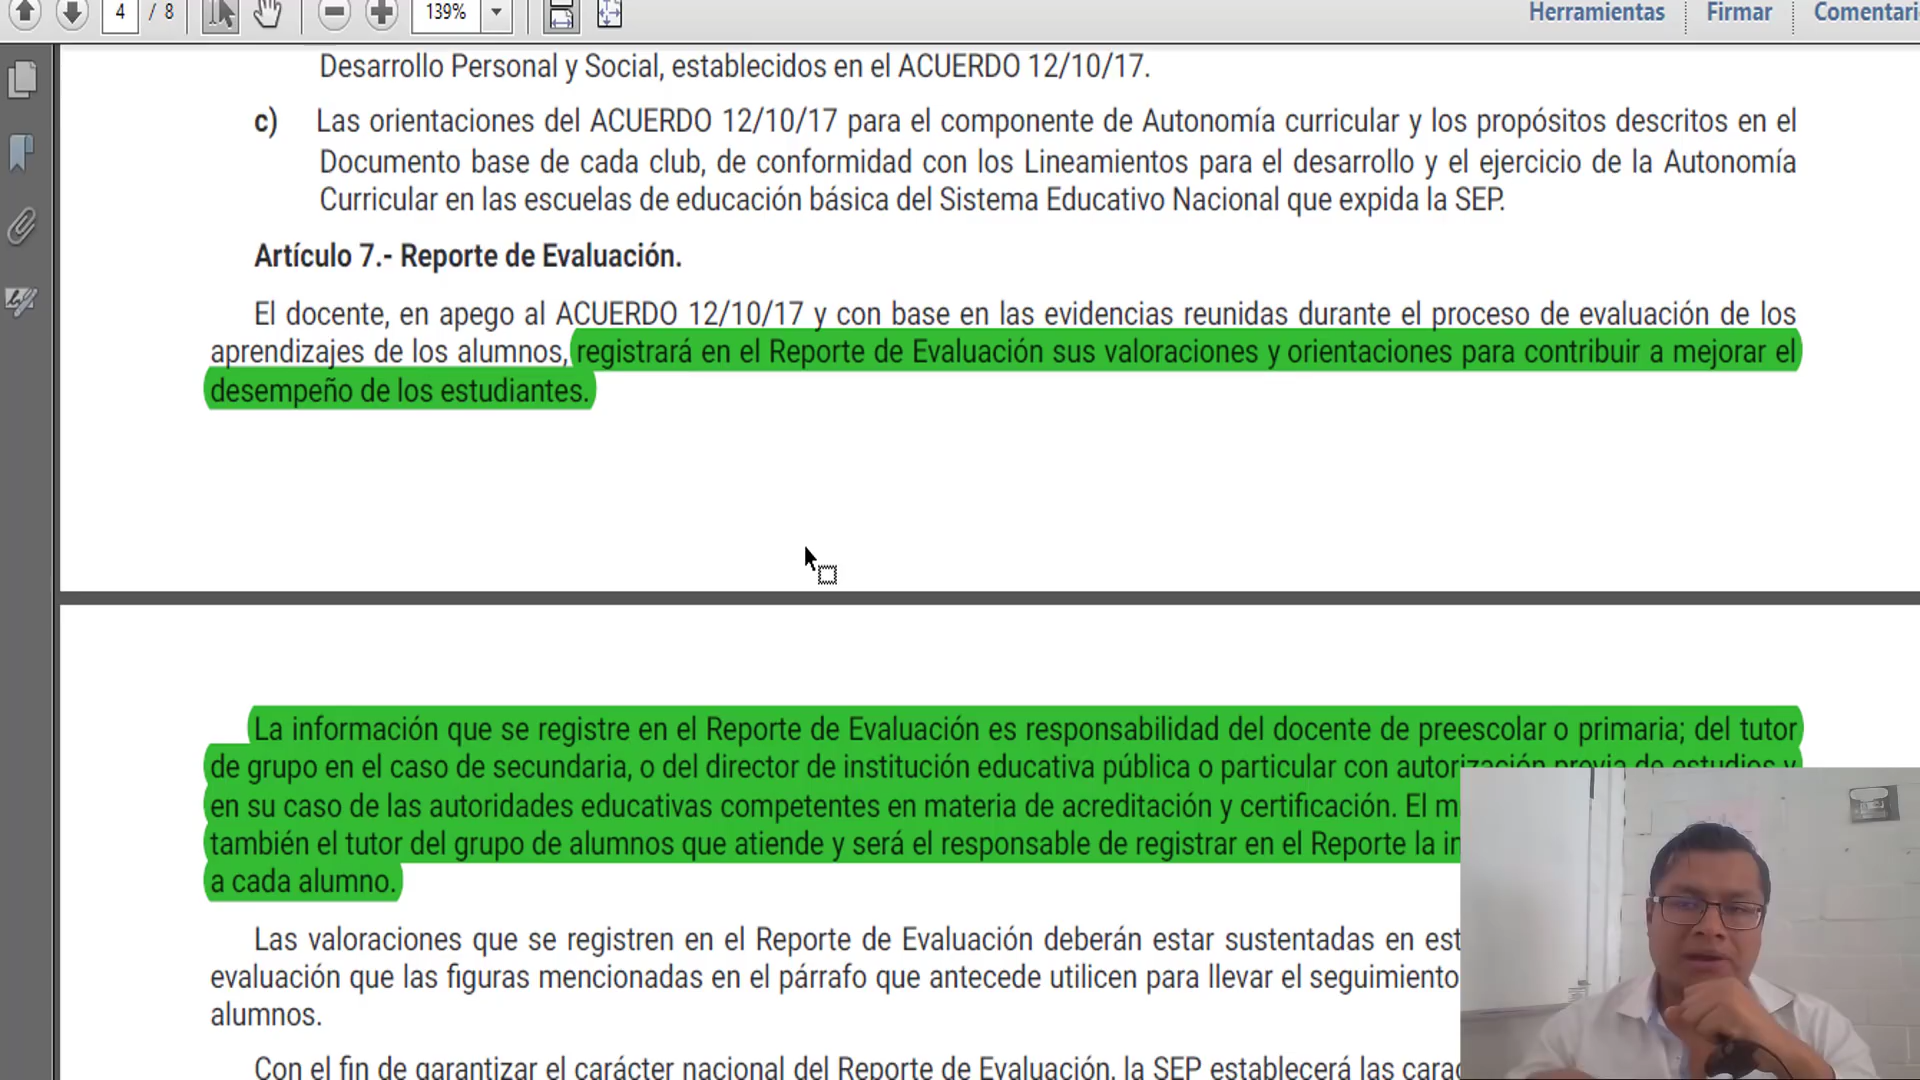 4 / 8 139% Herramientas Firmar Comentari
Desarrollo Personal y Social, establecidos en el ACUERDO 12/10/17.
c) Las orientaciones del ACUERDO 12/10/17 para el componente de Autonomía curricular y los propósitos descritos en el
Documento base de cada club, de conformidad con los Lineamientos para el desarrollo y el ejercicio de la Autonomía
Curricular en las escuelas de educación básica del Sistema Educativo Nacional que expida la SEP.
Artículo 7.- Reporte de Evaluación.
El docente, en apego al ACUERDO 12/10/17 y con base en las evidencias reunidas durante el proceso de evaluación de los
aprendizajes de los alumnos, registrará en el Reporte de Evaluación sus valoraciones y orientaciones para contribuir a mejorar el
desempeño de los estudiantes.
La información que se registre en el Reporte de Evaluación es responsabilidad del docente de preescolar o primaria; del tutor
de grupo en el caso de secundaria, o del director de institución educativa pública o particular con autorización previa de estudios y
en su caso de las autoridades educativas competentes en materia de acreditación y certificación. El m
también el tutor del grupo de alumnos que atiende y será el responsable de registrar en el Reporte la in
a cada alumno.
Las valoraciones que se registren en el Reporte de Evaluación deberán estar sustentadas en est
evaluación que las figuras mencionadas en el párrafo que antecede utilicen para llevar el seguimiento
alumnos.
Con el fin de garantizar el carácter nacional del Reporte de Evaluación, la SEP establecerá las carac